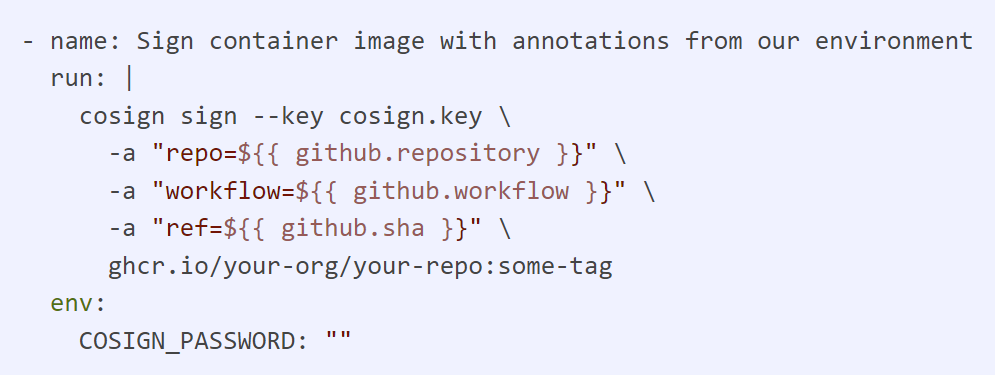 - name: Sign container image with annotations from our environment
  run: |
    cosign sign --key cosign.key \
      -a "repo=${{ github.repository }}" \
      -a "workflow=${{ github.workflow }}" \
      -a "ref=${{ github.sha }}" \
      ghcr.io/your-org/your-repo:some-tag
  env:
    COSIGN_PASSWORD: ""